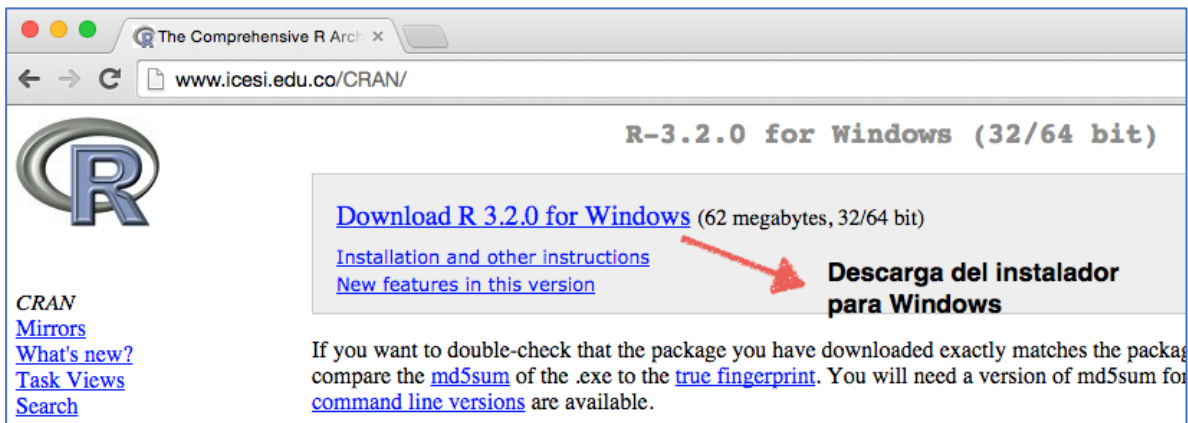 The Comprehensive R Arch
www.icesi.edu.co/CRAN/
R
R-3.2.0 for Windows (32/64 bit)
Download R 3.2.0 for Windows (62 megabytes, 32/64 bit)
Installation and other instructions
New features in this version
Descarga del instalador
para Windows
CRAN
Mirrors
What's new?
Task Views
Search
If you want to double-check that the package you have downloaded exactly matches the packag
compare the md5sum of the .exe to the true fingerprint. You will need a version of md5sum for
command line versions are available.